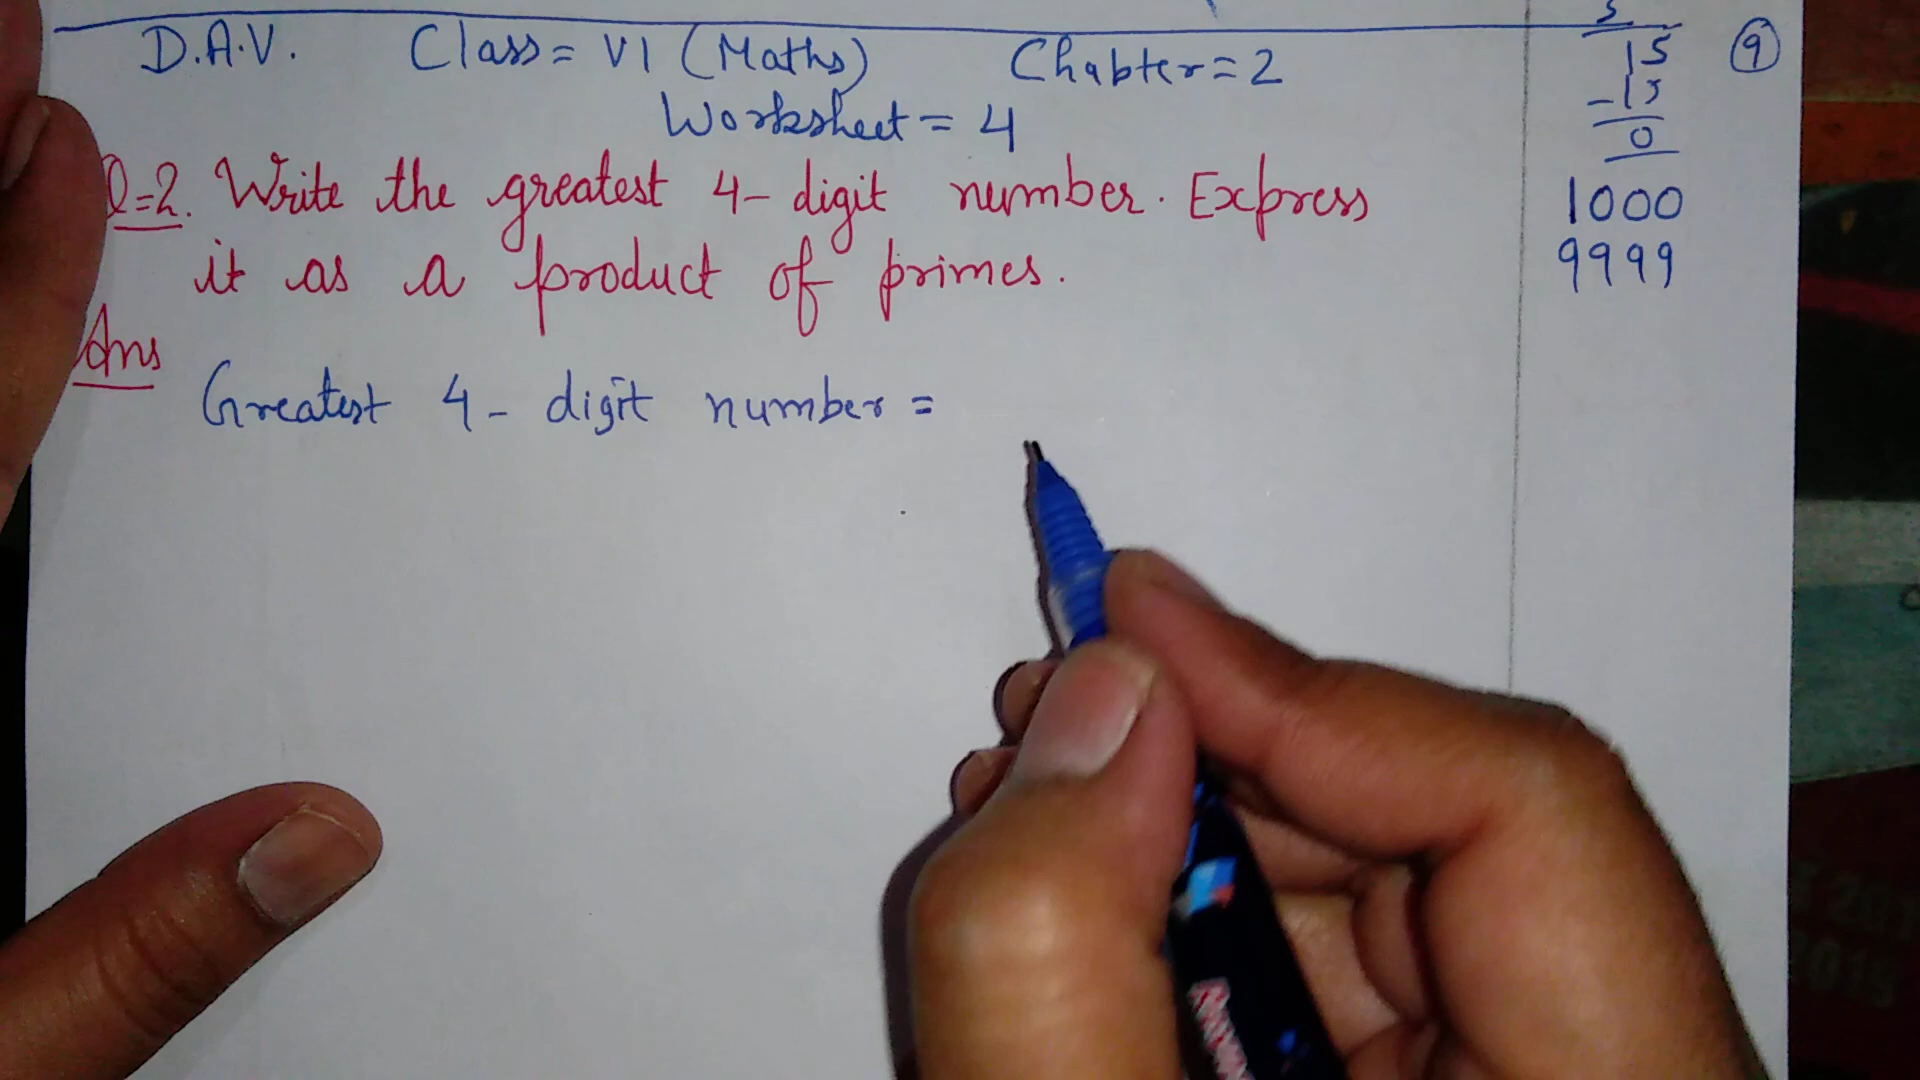 D.A.V. Class = VI (Maths) Chapter = 2
Worksheet = 4
Q=2. Write the greatest 4-digit number. Express
it as a product of primes.
Ans
Greatest 4-digit number =
5
15
-15
0
1000
9999
9